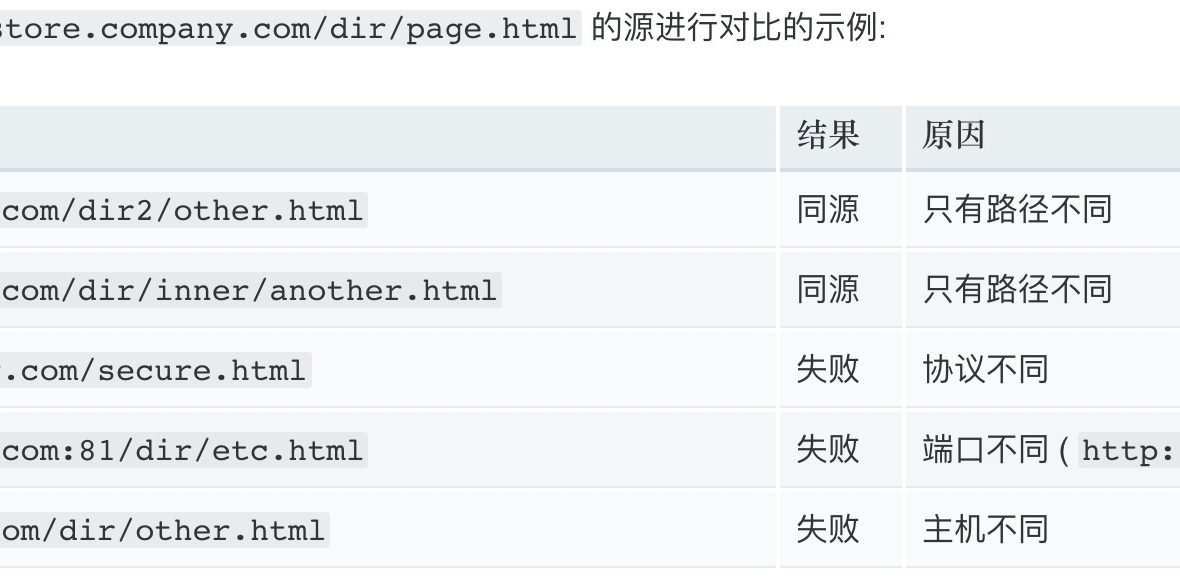 store.company.com/dir/page.html 的源进行对比的示例:
结果 原因
com/dir2/other.html 同源 只有路径不同
com/dir/inner/another.html 同源 只有路径不同
.com/secure.html 失败 协议不同
com:81/dir/etc.html 失败 端口不同 ( http:
om/dir/other.html 失败 主机不同